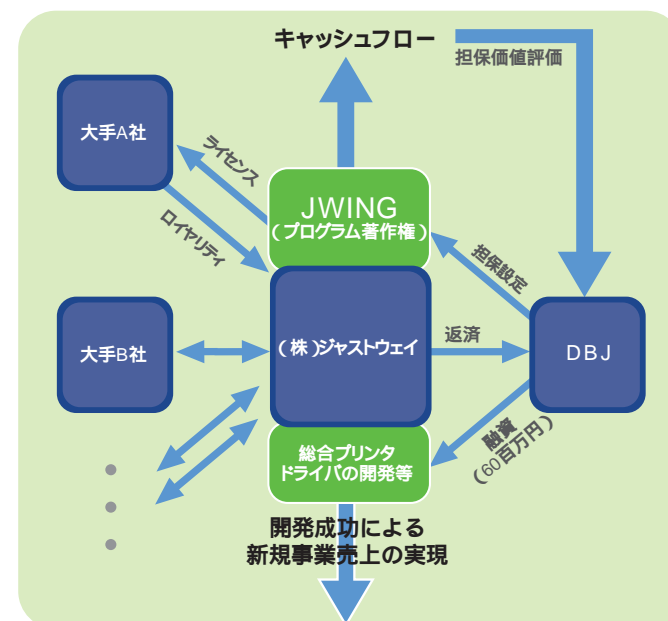 キャッシュフロー
担保価値評価
大手A社
ライセンス
JWING
(プログラム著作権)
ロイヤリティ
担保設定
大手B社
(株)ジャストウェイ
返済
DBJ
融資
(60百万円)
総合プリンタ
ドライバの開発等
開発成功による
新規事業売上の実現